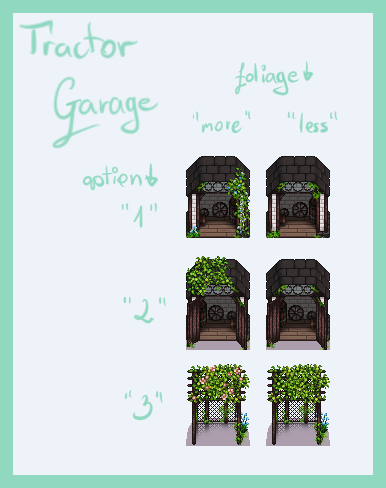 Tractor
Garage
foliage
"more" "less"
option
"1"
"2"
"3"